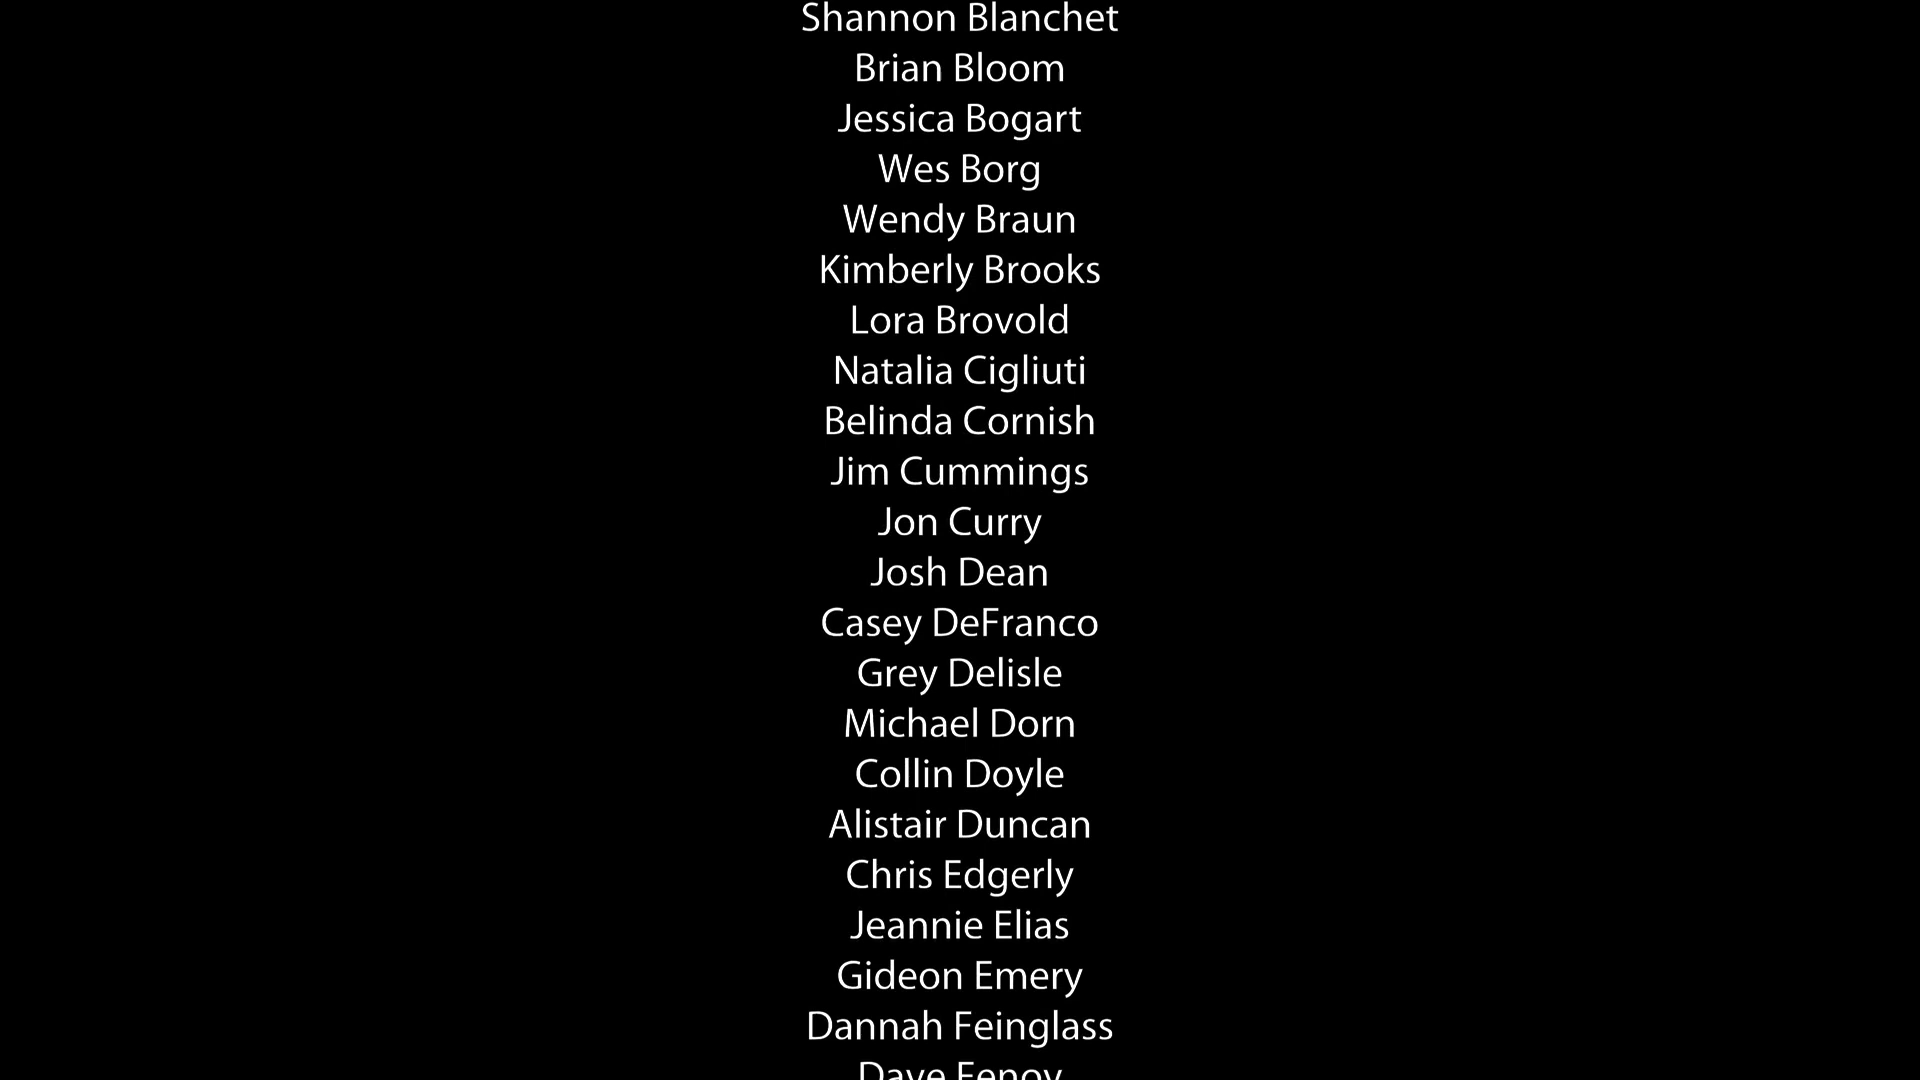 Shannon Blanchet
Brian Bloom
Jessica Bogart
Wes Borg
Wendy Braun
Kimberly Brooks
Lora Brovold
Natalia Cigliuti
Belinda Cornish
Jim Cummings
Jon Curry
Josh Dean
Casey DeFranco
Grey Delisle
Michael Dorn
Collin Doyle
Alistair Duncan
Chris Edgerly
Jeannie Elias
Gideon Emery
Dannah Feinglass
Dave Fenoy